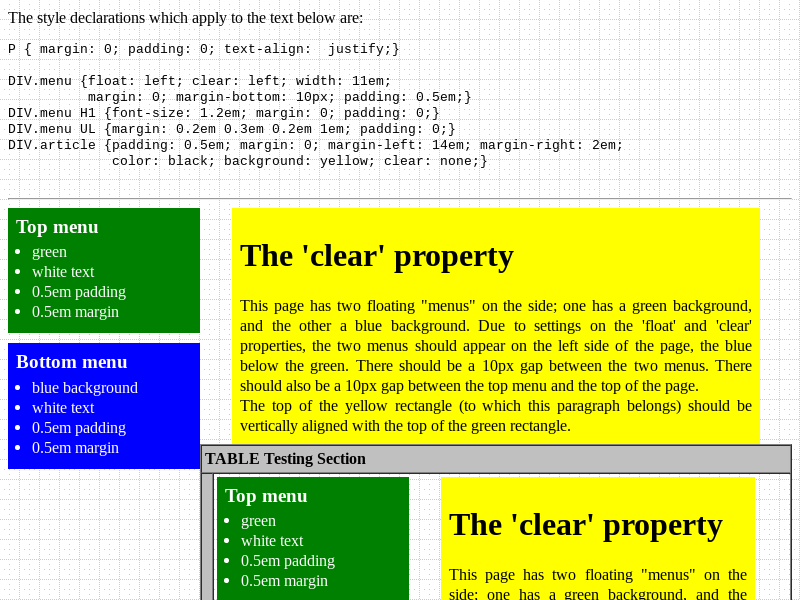 The style declarations which apply to the text below are:
P { margin: 0; padding: 0; text-align:  justify;}
DIV.menu {float: left; clear: left; width: 11em;
          margin: 0; margin-bottom: 10px; padding: 0.5em;}
DIV.menu H1 {font-size: 1.2em; margin: 0; padding: 0;}
DIV.menu UL {margin: 0.2em 0.3em 0.2em 1em; padding: 0;}
DIV.article {padding: 0.5em; margin: 0; margin-left: 14em; margin-right: 2em;
             color: black; background: yellow; clear: none;}
Top menu
green
white text
0.5em padding
0.5em margin
Bottom menu
blue background
white text
0.5em padding
0.5em margin
The 'clear' property
This page has two floating "menus" on the side; one has a green background,
and the other a blue background. Due to settings on the 'float' and 'clear'
properties, the two menus should appear on the left side of the page, the blue
below the green. There should be a 10px gap between the two menus. There
should also be a 10px gap between the top menu and the top of the page.
The top of the yellow rectangle (to which this paragraph belongs) should be
vertically aligned with the top of the green rectangle.
TABLE Testing Section
Top menu
green
white text
0.5em padding
0.5em margin
The 'clear' property
This page has two floating "menus" on the
side; one has a green background, and the